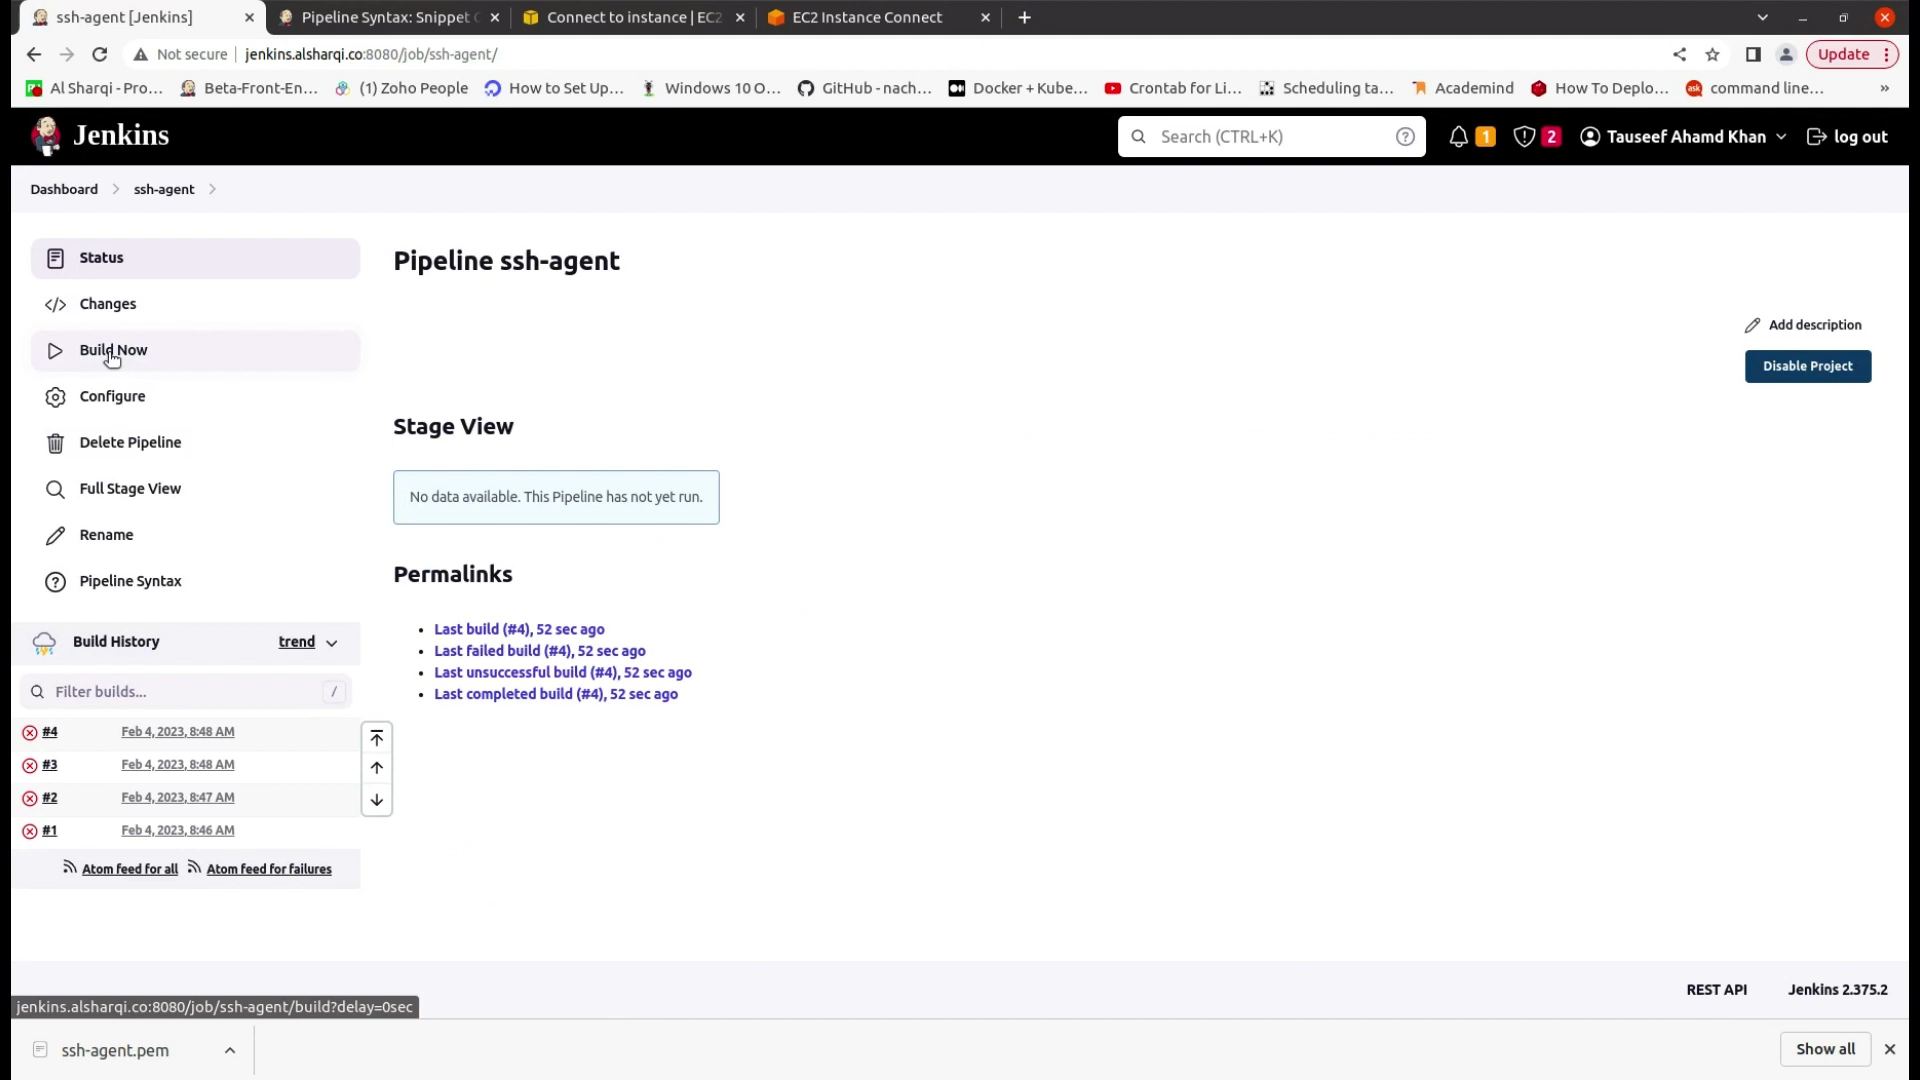 ssh-agent [Jenkins]
Pipeline Syntax: Snippet
Connect to instance | EC2
EC2 Instance Connect
Not secure
jenkins.alsharqi.co:8080/job/ssh-agent/
Update
Al Sharqi - Pro...
Beta-Front-En...
(1) Zoho People
How to Set Up,...
Windows 10 O...
GitHub - nach...
Docker + Kube...
Crontab for Li...
Scheduling ta...
Academind
How To Deplo...
command line...
»
Jenkins
Search (CTRL+K)
1
2
Tauseef Ahamd Khan
log out
Dashboard
ssh-agent
Status
Changes
Build Now
Configure
Delete Pipeline
Full Stage View
Rename
Pipeline Syntax
Pipeline ssh-agent
Add description
Disable Project
Stage View
No data available. This Pipeline has not yet run.
Permalinks
• Last build (#4), 52 sec ago
• Last failed build (#4), 52 sec ago
• Last unsuccessful build (#4), 52 sec ago
• Last completed build (#4), 52 sec ago
Build History
trend
Filter builds...
/
#4 Feb 4, 2023, 8:48 AM
#3 Feb 4, 2023, 8:48 AM
#2 Feb 4, 2023, 8:47 AM
#1 Feb 4, 2023, 8:46 AM
Atom feed for all
Atom feed for failures
REST API
Jenkins 2.375.2
jenkins.alsharqi.co:8080/job/ssh-agent/build?delay=0sec
ssh-agent.pem
Show all